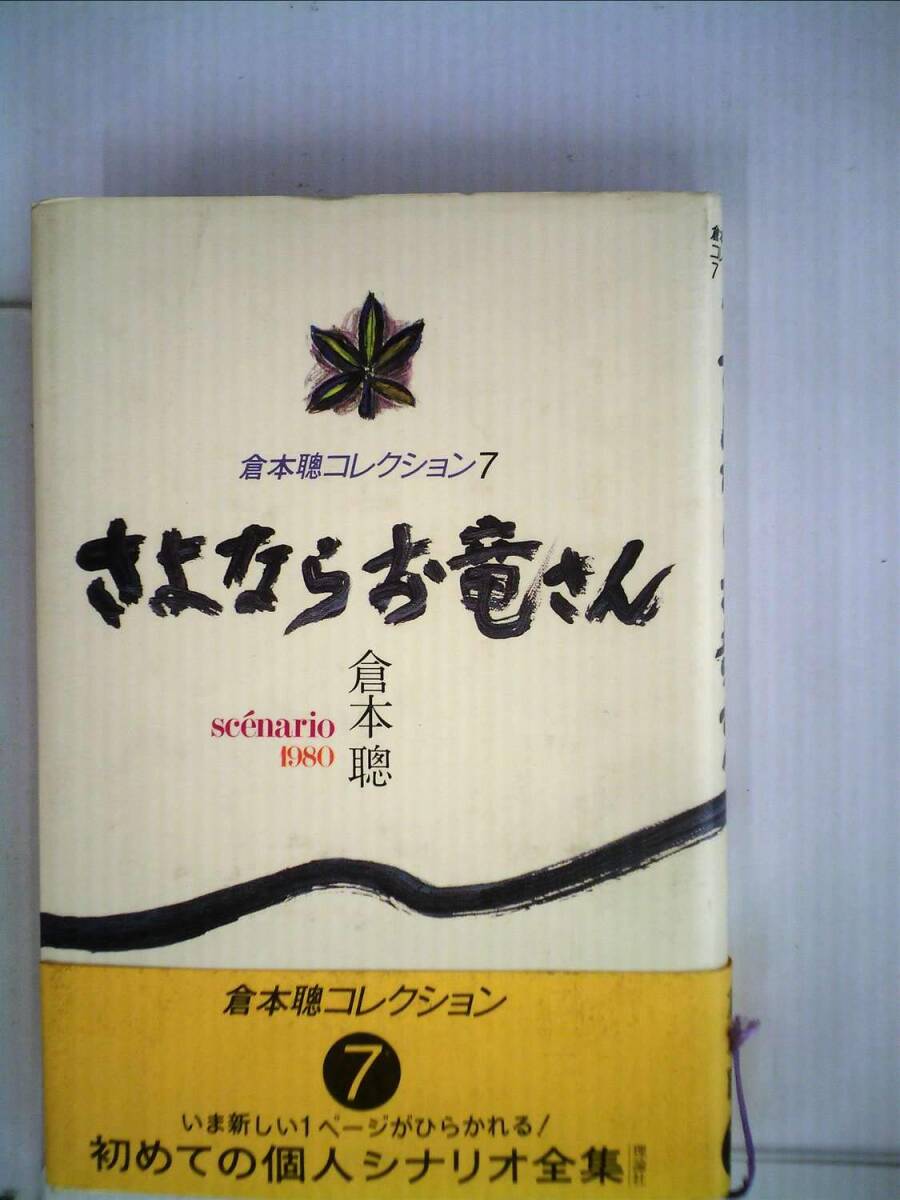 倉本聰コレクション7
さよならお竜さん
倉本聰
scénario
1980
倉本聰コレクション
7
いま新しい1ページがひらかれる!
初めての個人シナリオ全集
理論社